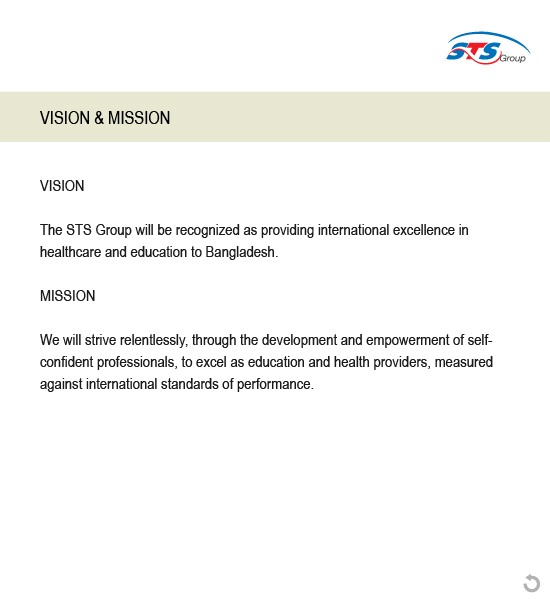 STS Group
VISION & MISSION
VISION
The STS Group will be recognized as providing international excellence in
healthcare and education to Bangladesh.
MISSION
We will strive relentlessly, through the development and empowerment of self-
confident professionals, to excel as education and health providers, measured
against international standards of performance.